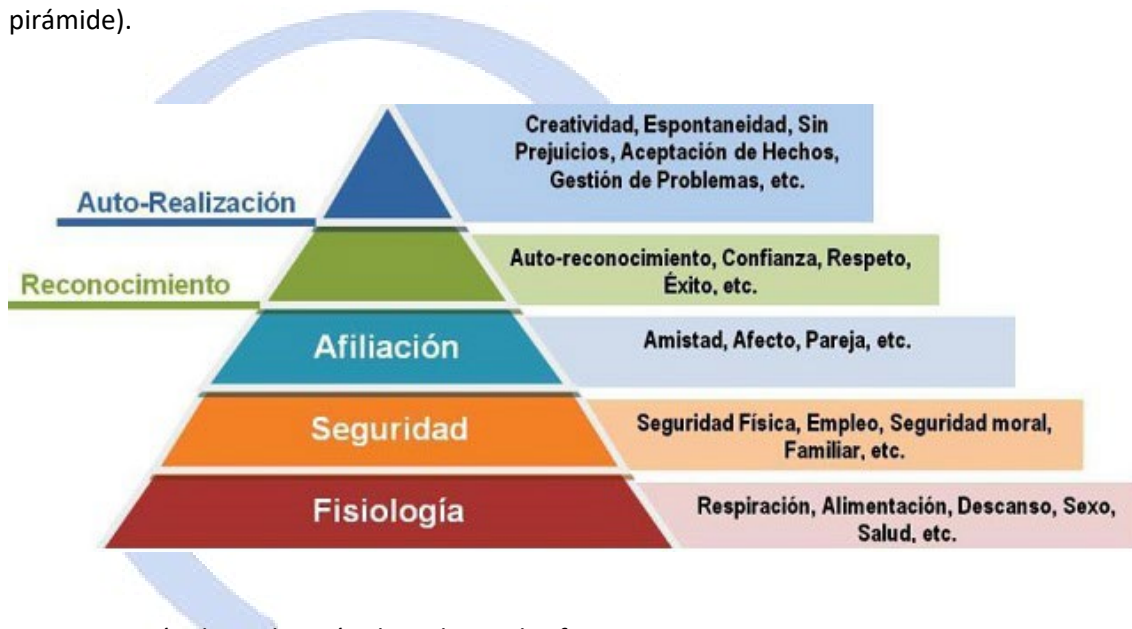 pirámide).
Creatividad, Espontaneidad, Sin
Prejuicios, Aceptación de Hechos,
Gestión de Problemas, etc.
Auto-Realización
Auto-reconocimiento, Confianza, Respeto,
Éxito, etc.
Reconocimiento
Afiliación
Amistad, Afecto, Pareja, etc.
Seguridad
Seguridad Física, Empleo, Seguridad moral,
Familiar, etc.
Fisiología
Respiración, Alimentación, Descanso, Sexo,
Salud, etc.